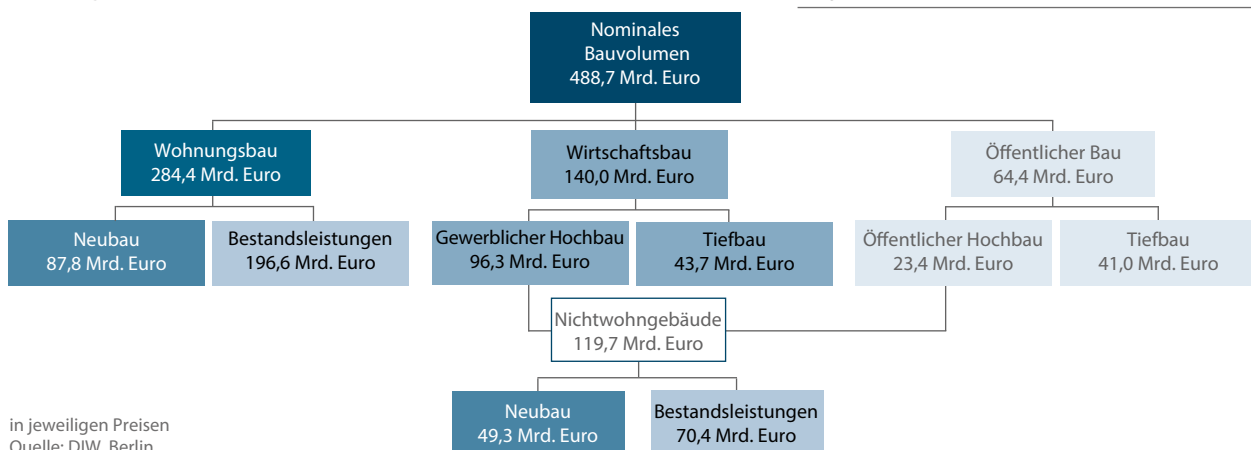 Nominales
Bauvolumen
488,7 Mrd. Euro
Wohnungsbau
284,4 Mrd. Euro
Wirtschaftsbau
140,0 Mrd. Euro
Öffentlicher Bau
64,4 Mrd. Euro
Neubau
87,8 Mrd. Euro
Bestandsleistungen
196,6 Mrd. Euro
Gewerblicher Hochbau
96,3 Mrd. Euro
Tiefbau
43,7 Mrd. Euro
Öffentlicher Hochbau
23,4 Mrd. Euro
Tiefbau
41,0 Mrd. Euro
Nichtwohngebäude
119,7 Mrd. Euro
Neubau
49,3 Mrd. Euro
Bestandsleistungen
70,4 Mrd. Euro
in jeweiligen Preisen
Quelle: DIW, Berlin